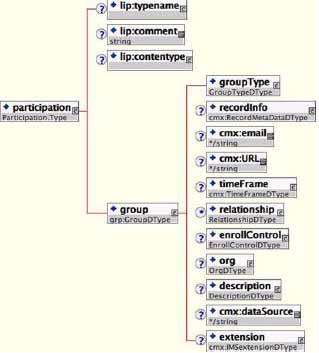 lip:typename
lip:comment
string
lip:contentype
participation
Participation.Type
group
grp:GroupDType
groupType
GroupTypeDType
recordInfo
cmx:RecordMetaDataDType
cmx:email
*/string
cmx:URL
*/string
timeFrame
cmx:TimeFrameDType
relationship
RelationshipDType
enrollControl
EnrollControlDType
org
OrgDType
description
DescriptionDType
cmx:dataSource
*/string
extension
cmx:IMSextensionDType